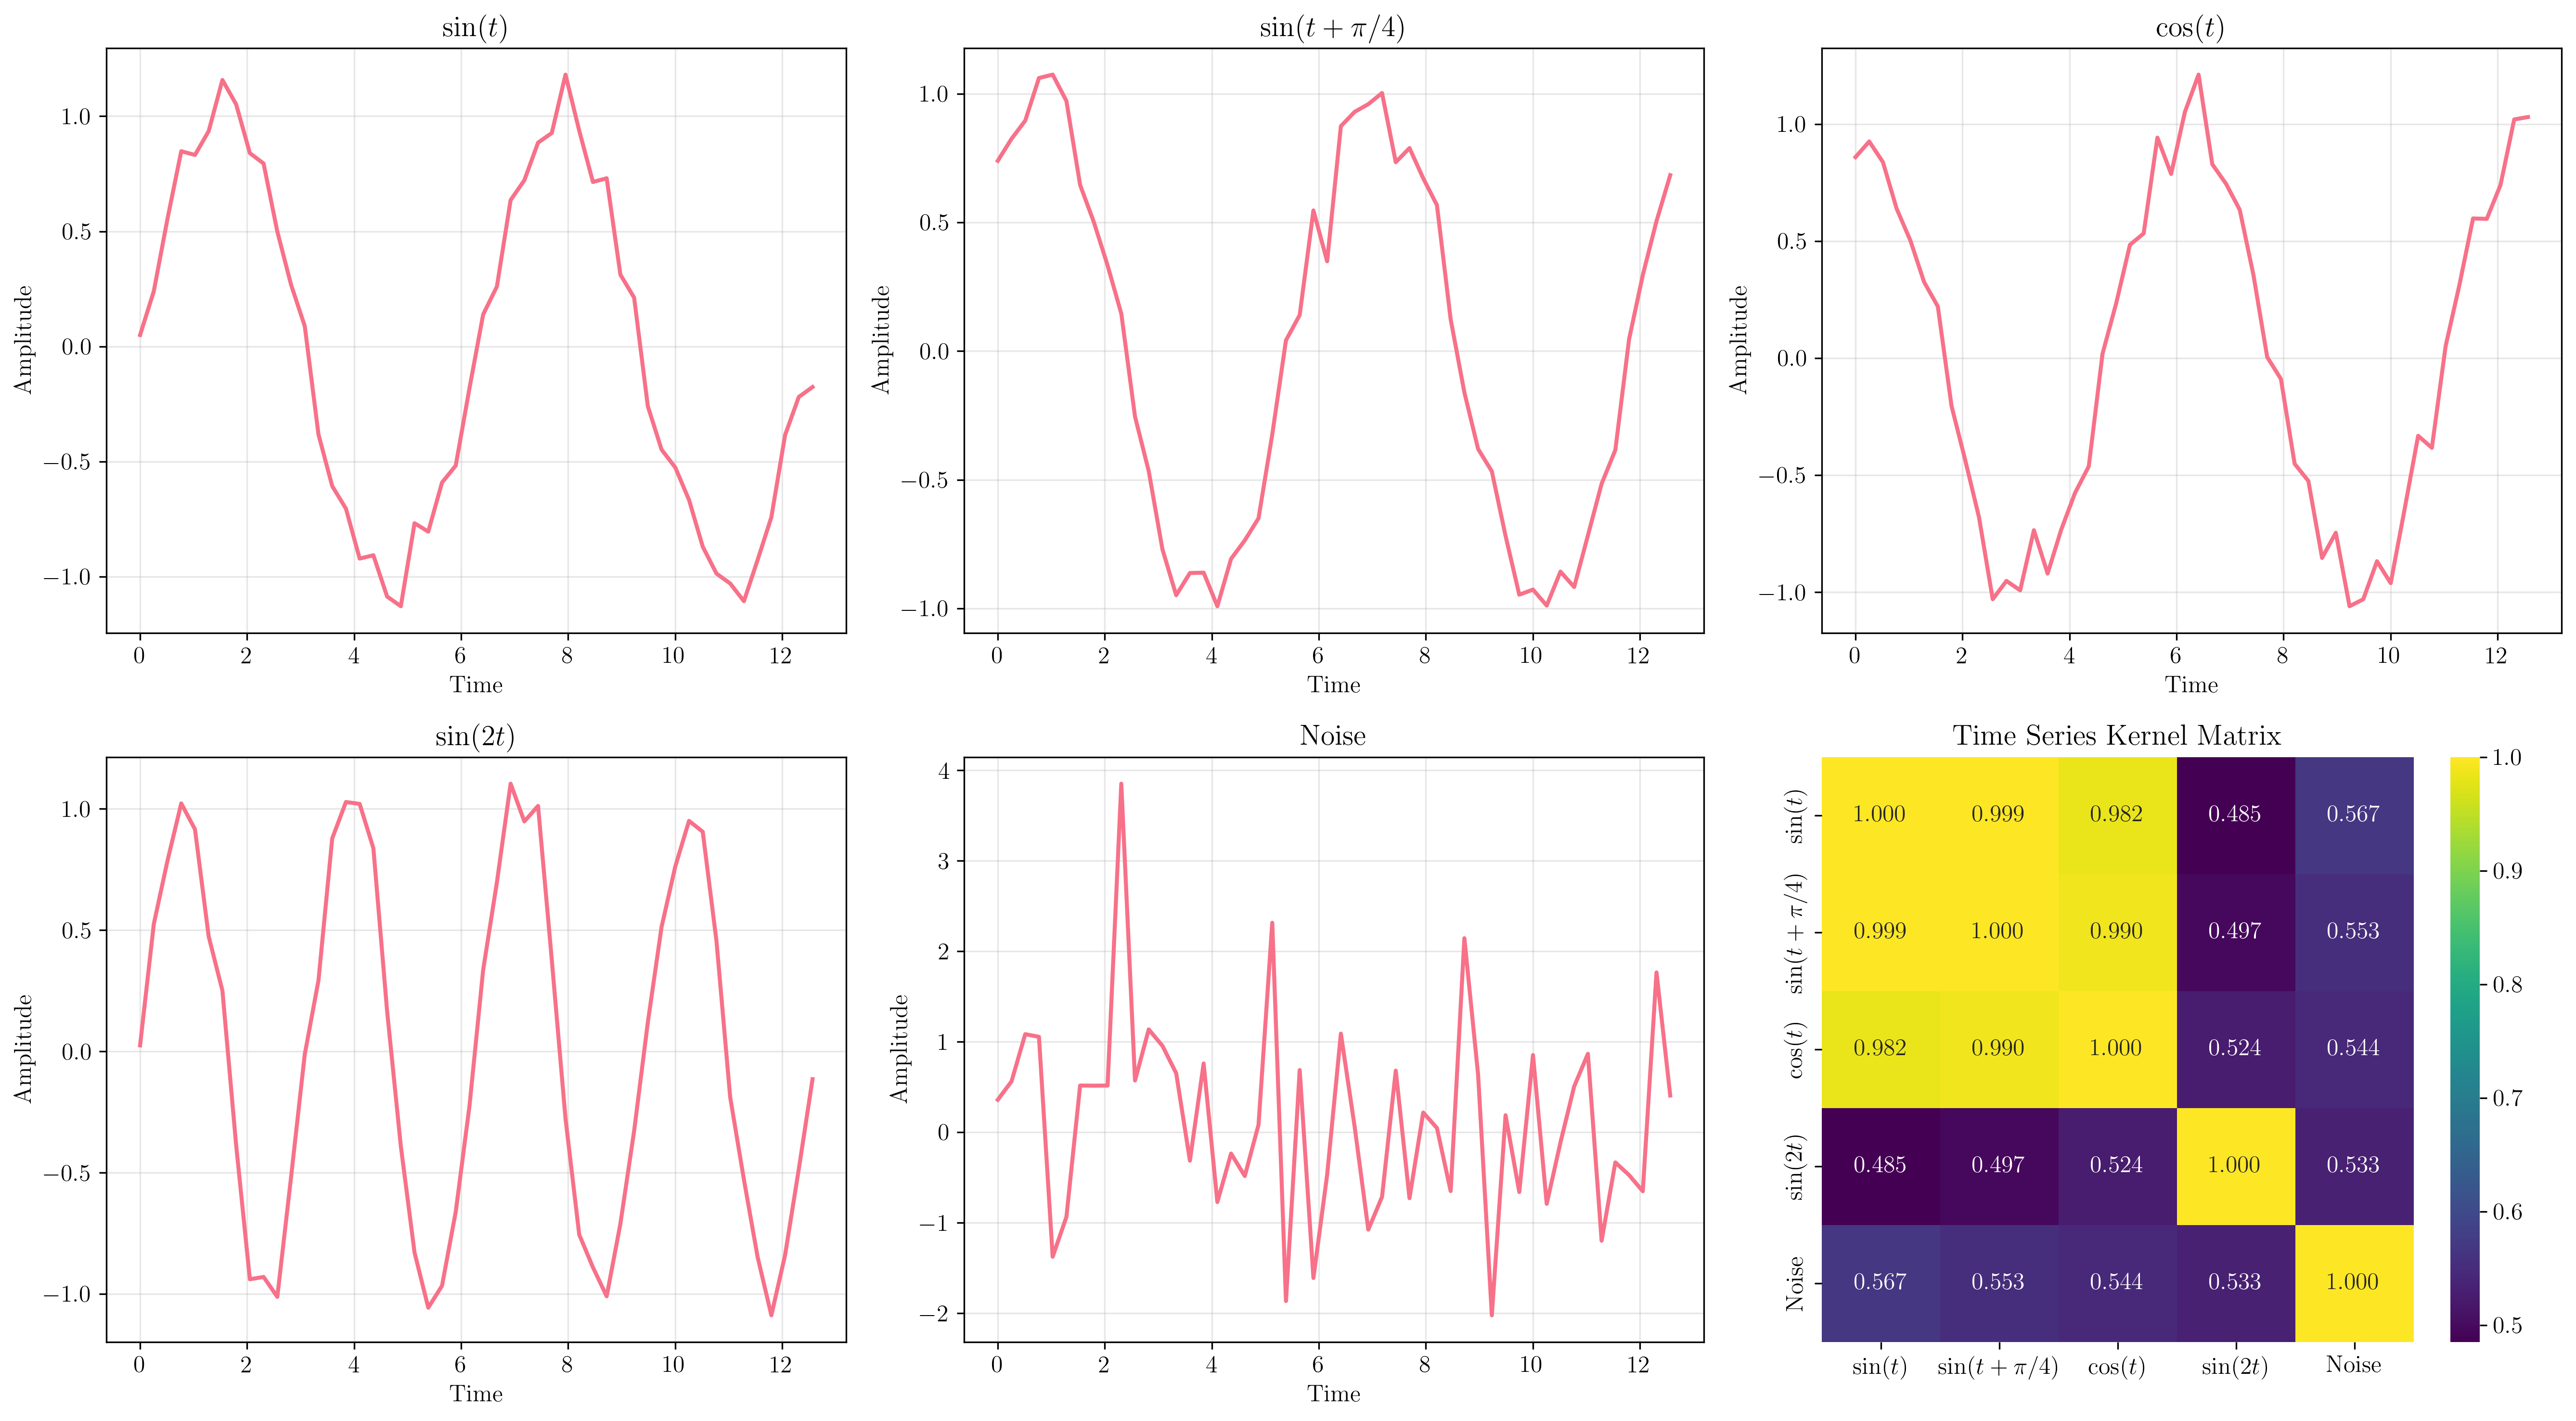 sin(t)
1.0
0.5
0.0
−0.5
−1.0
Amplitude
0 2 4 6 8 10 12
Time
sin(t + π/4)
1.0
0.5
0.0
−0.5
−1.0
Amplitude
0 2 4 6 8 10 12
Time
cos(t)
1.0
0.5
0.0
−0.5
−1.0
Amplitude
0 2 4 6 8 10 12
Time
sin(2t)
1.0
0.5
0.0
−0.5
−1.0
Amplitude
0 2 4 6 8 10 12
Time
Noise
4
3
2
1
0
−1
−2
Amplitude
0 2 4 6 8 10 12
Time
Time Series Kernel Matrix
sin(t) 1.000 0.999 0.982 0.485 0.567
sin(t + π/4) 0.999 1.000 0.990 0.497 0.553
cos(t) 0.982 0.990 1.000 0.524 0.544
sin(2t) 0.485 0.497 0.524 1.000 0.533
Noise 0.567 0.553 0.544 0.533 1.000
sin(t) sin(t + π/4) cos(t) sin(2t) Noise
1.0
0.9
0.8
0.7
0.6
0.5